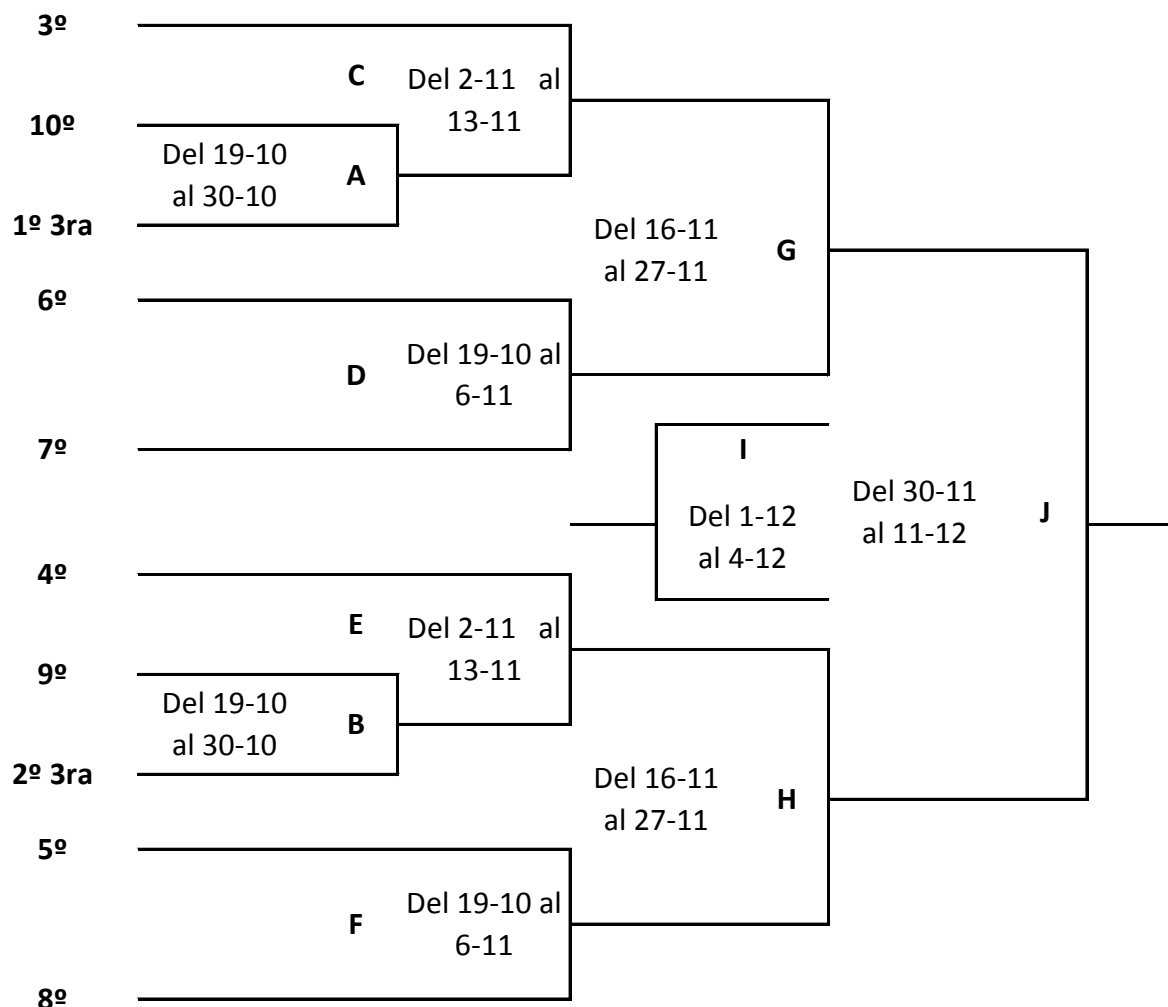 3º
C
Del 2-11 al
13-11
10º
Del 19-10
al 30-10
A
1º 3ra
Del 16-11
al 27-11
G
6º
D
Del 19-10 al
6-11
7º
I
Del 1-12
al 4-12
Del 30-11
al 11-12
J
4º
E
Del 2-11 al
13-11
9º
Del 19-10
al 30-10
B
2º 3ra
Del 16-11
al 27-11
H
5º
F
Del 19-10 al
6-11
8º